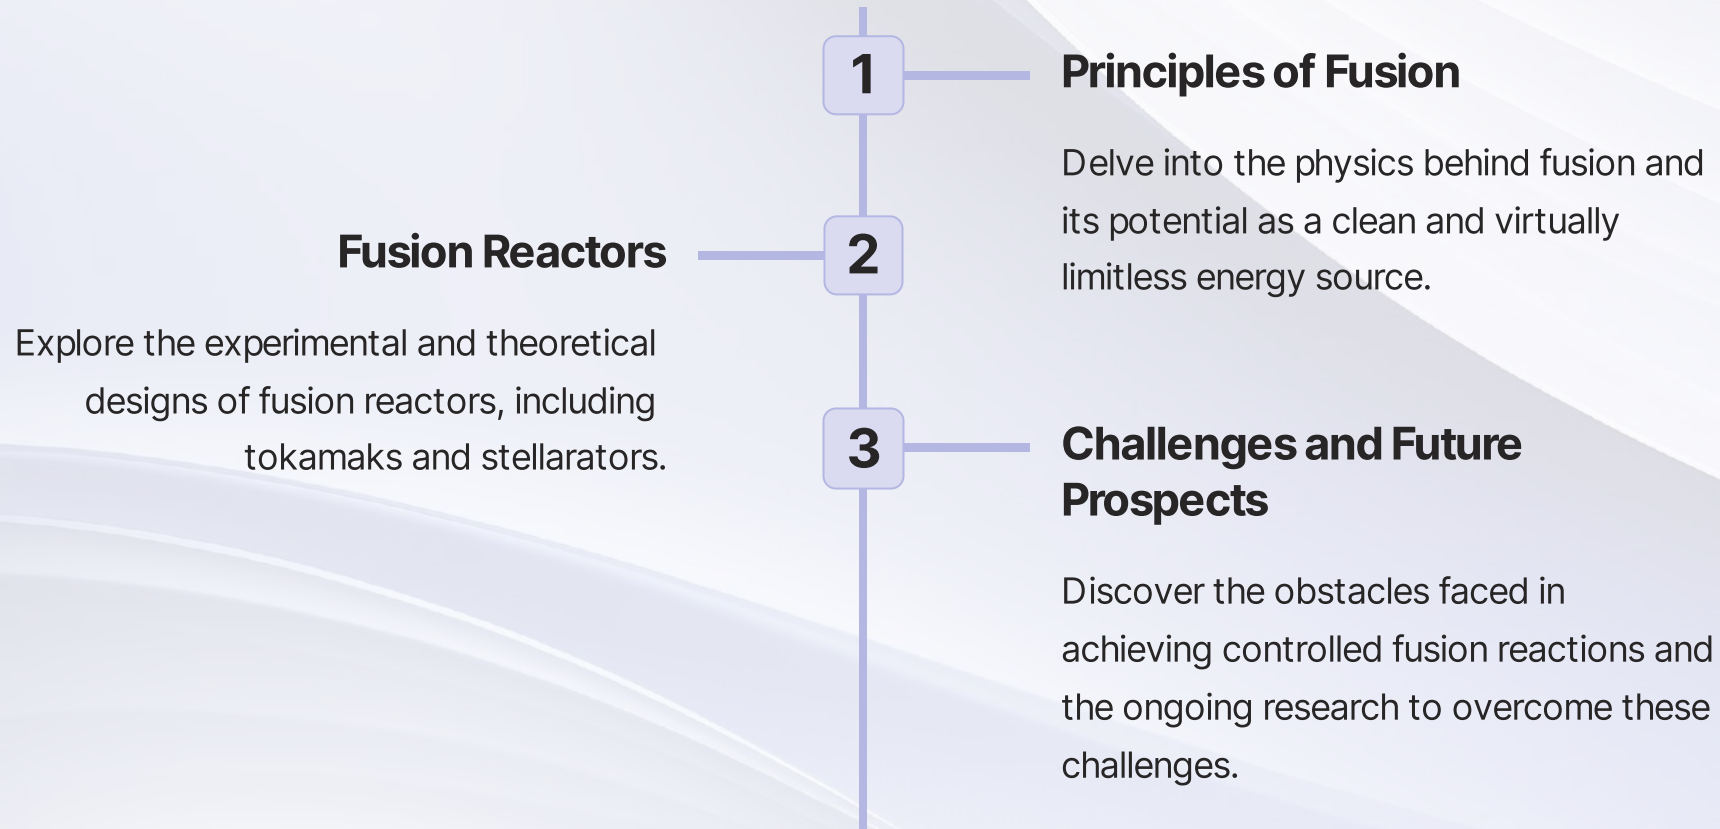 1
Principles of Fusion
Delve into the physics behind fusion and
its potential as a clean and virtually
limitless energy source.
2
Fusion Reactors
Explore the experimental and theoretical
designs of fusion reactors, including
tokamaks and stellarators.
3
Challenges and Future
Prospects
Discover the obstacles faced in
achieving controlled fusion reactions and
the ongoing research to overcome these
challenges.